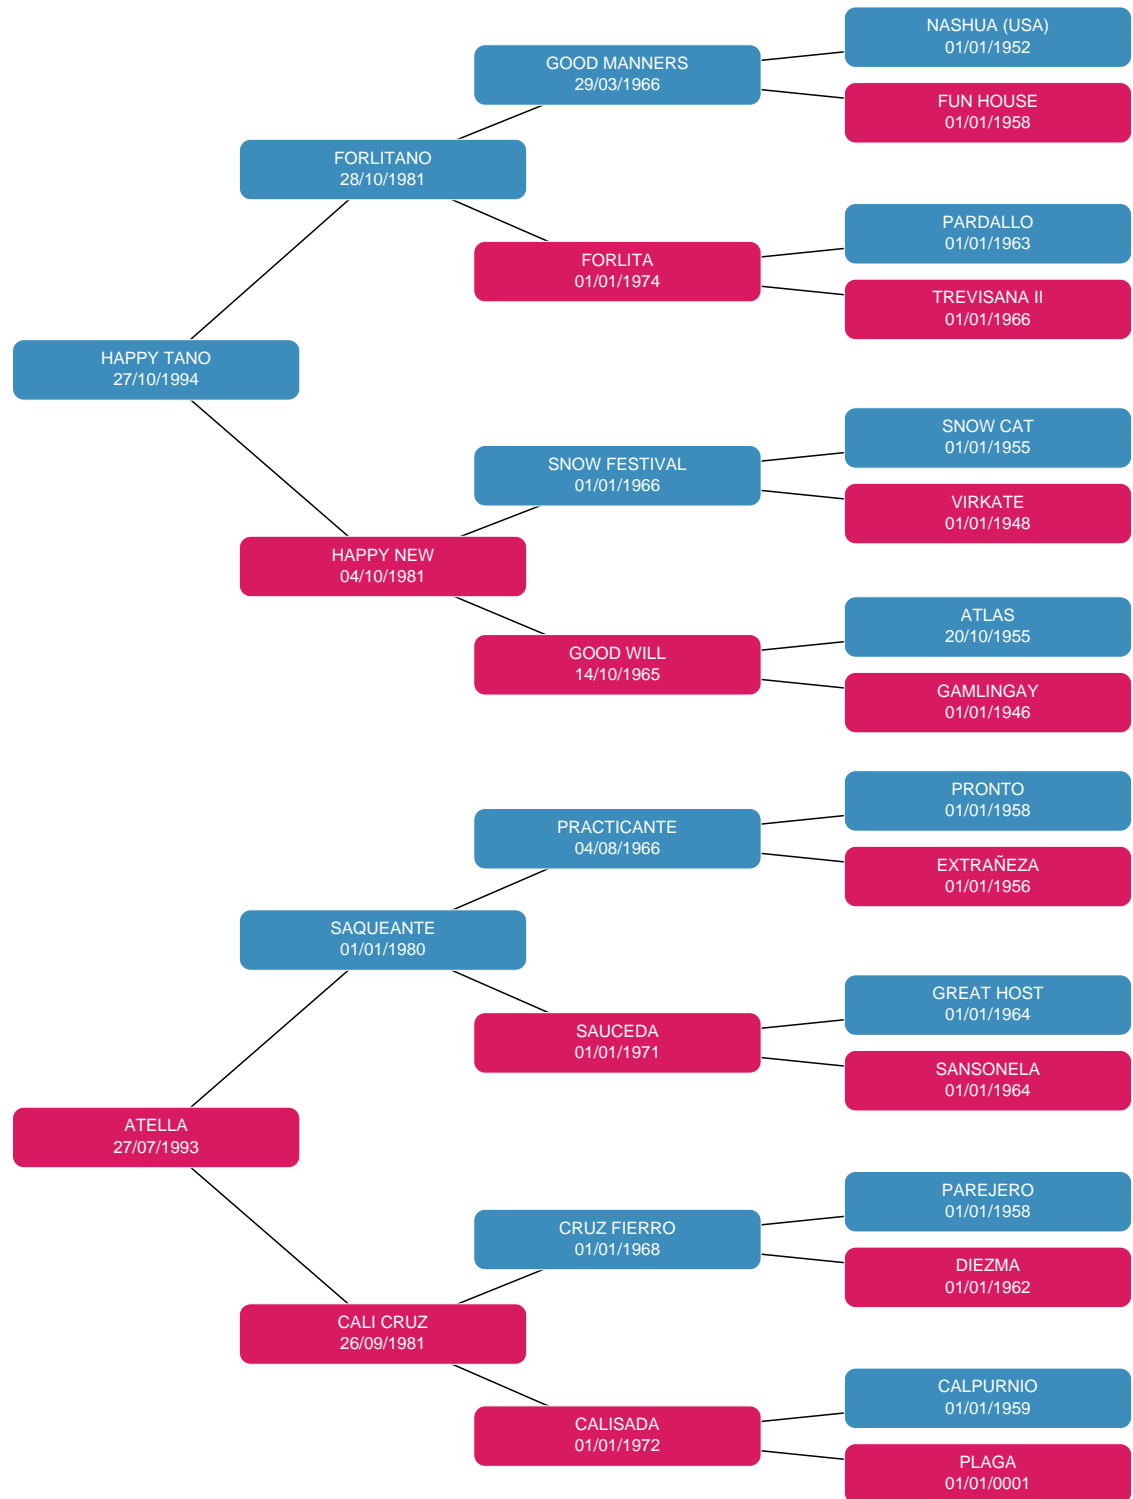 NASHUA (USA)
01/01/1952
GOOD MANNERS
29/03/1966
FUN HOUSE
01/01/1958
FORLITANO
28/10/1981
PARDALLO
01/01/1963
FORLITA
01/01/1974
TREVISANA II
01/01/1966
HAPPY TANO
27/10/1994
SNOW CAT
01/01/1955
SNOW FESTIVAL
01/01/1966
VIRKATE
01/01/1948
HAPPY NEW
04/10/1981
ATLAS
20/10/1955
GOOD WILL
14/10/1965
GAMLINGAY
01/01/1946
PRONTO
01/01/1958
PRACTICANTE
04/08/1966
EXTRAÑEZA
01/01/1956
SAQUEANTE
01/01/1980
GREAT HOST
01/01/1964
SAUCEDA
01/01/1971
SANSONELA
01/01/1964
ATELLA
27/07/1993
PAREJERO
01/01/1958
CRUZ FIERRO
01/01/1968
DIEZMA
01/01/1962
CALI CRUZ
26/09/1981
CALPURNIO
01/01/1959
CALISADA
01/01/1972
PLAGA
01/01/0001